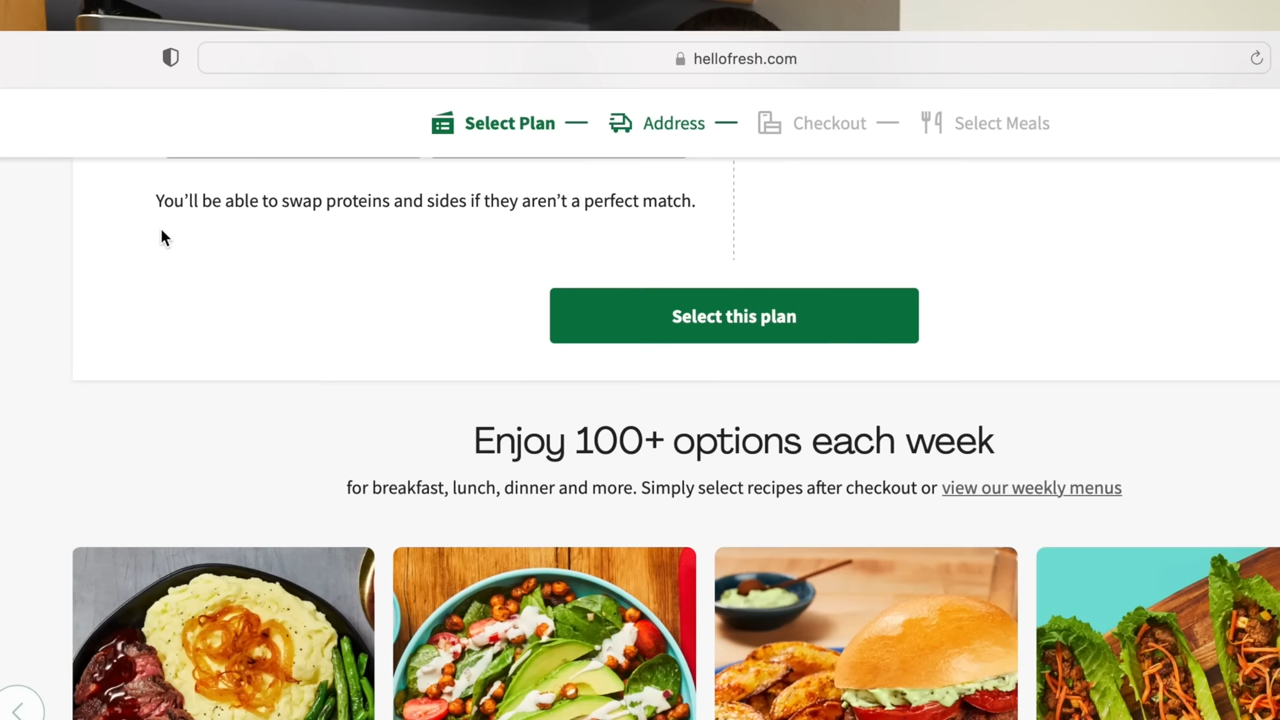 hellofresh.com
Select Plan
Address
Checkout
Select Meals
You’ll be able to swap proteins and sides if they aren’t a perfect match.
Select this plan
Enjoy 100+ options each week
for breakfast, lunch, dinner and more. Simply select recipes after checkout or view our weekly menus